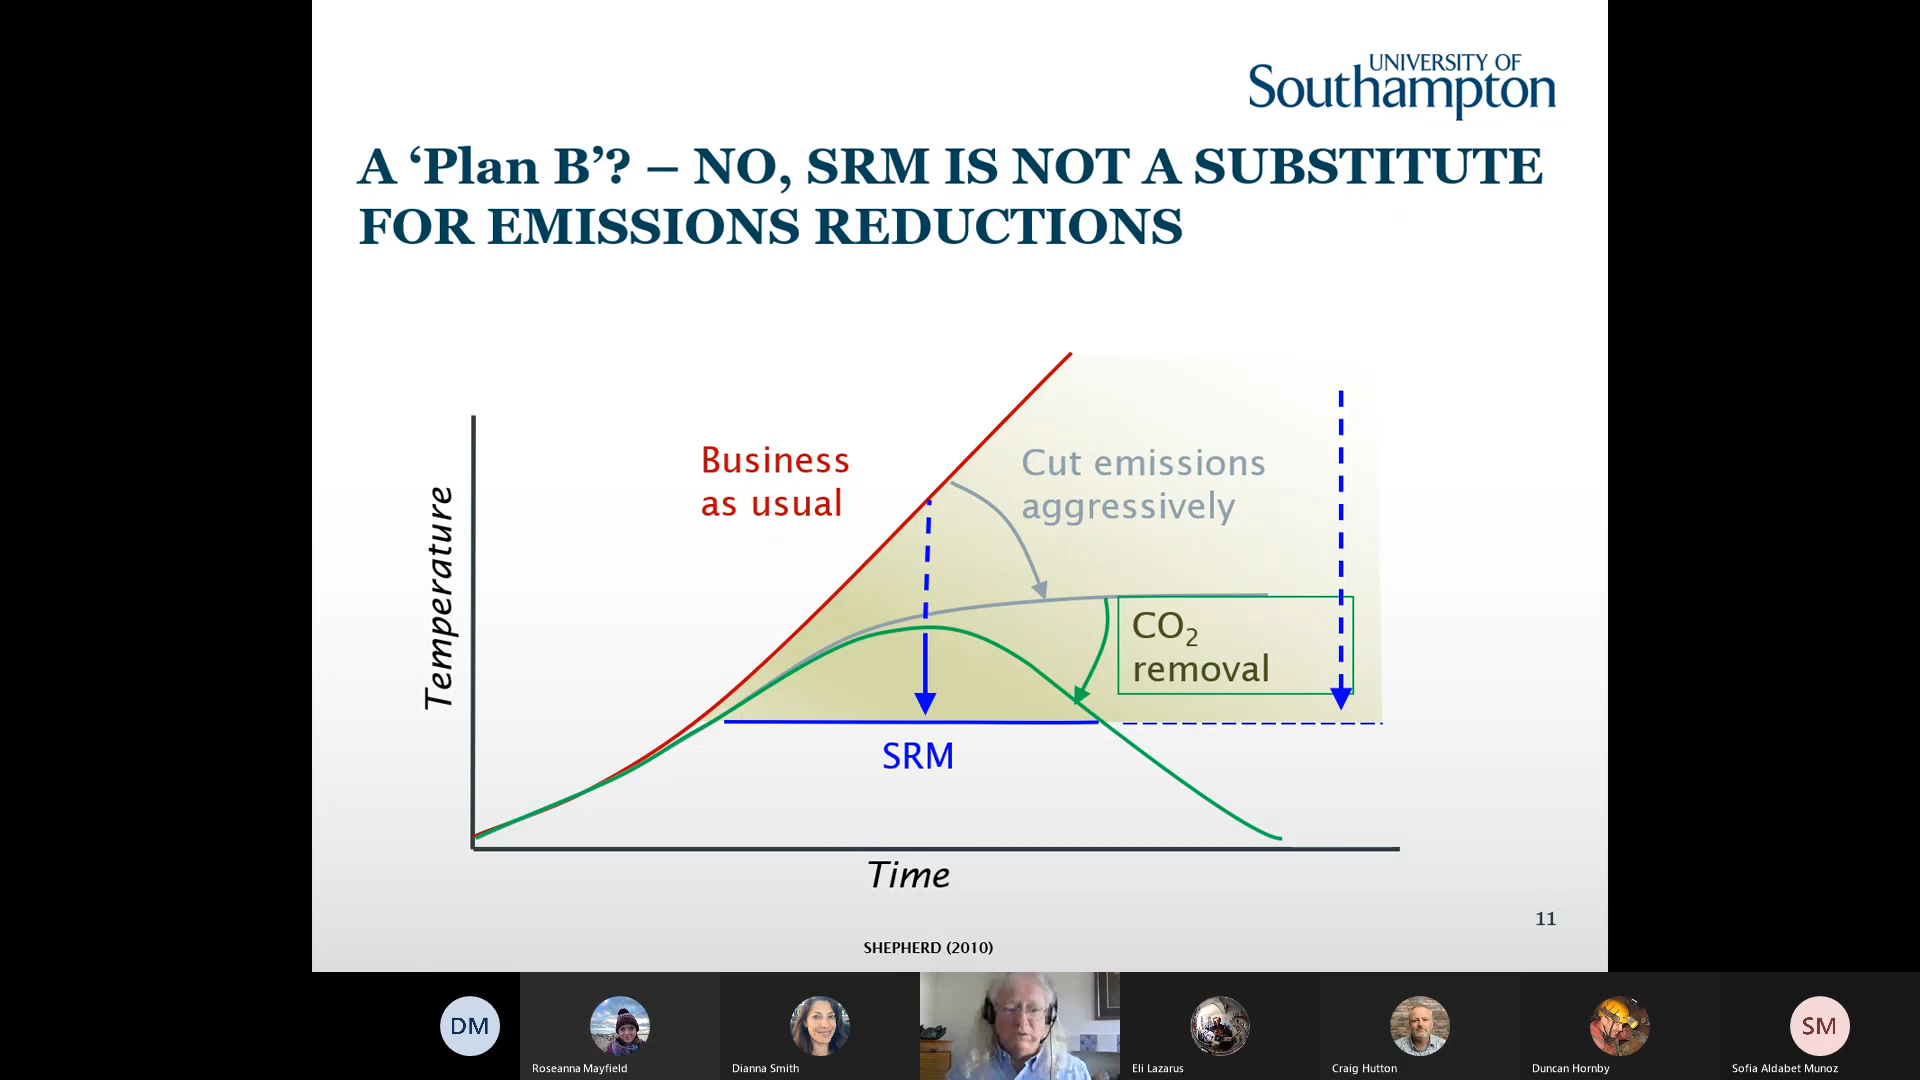 UNIVERSITY OF
Southampton
A ‘Plan B’? – NO, SRM IS NOT A SUBSTITUTE
FOR EMISSIONS REDUCTIONS
Business
as usual
Cut emissions
aggressively
Temperature
CO₂
removal
SRM
Time
11
SHEPHERD (2010)
DM
SM
Roseanna Mayfield
Dianna Smith
Eli Lazarus
Craig Hutton
Duncan Hornby
Sofia Aldabet Munoz